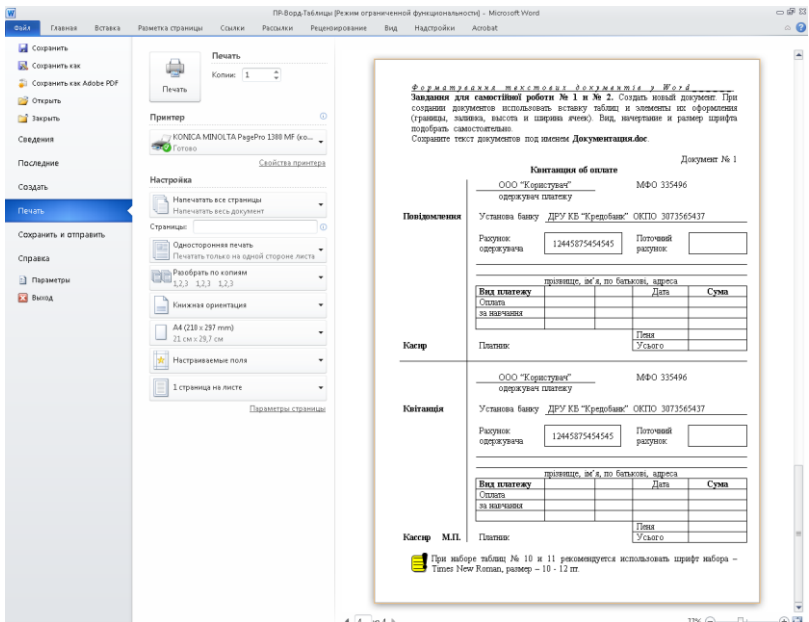 ПР-Ворд-Таблицы [Режим ограниченной функциональности] - Microsoft Word
Файл Главная Вставка Разметка страницы Ссылки Рассылки Рецензирование Вид Надстройки Acrobat
Сохранить
Сохранить как
Сохранить как Adobe PDF
Открыть
Закрыть
Сведения
Последние
Создать
Печать
Сохранить и отправить
Справка
Параметры
Выход
Печать
Печать
Копии: 1
Принтер
KONICA MINOLTA PagePro 1380 MF (ко...
Готово
Свойства принтера
Настройка
Напечатать все страницы
Напечатать весь документ
Страницы:
Односторонняя печать
Печатать только на одной стороне листа
Разобрать по копиям
1,2,3 1,2,3 1,2,3
Книжная ориентация
A4 (210 x 297 mm)
21 см x 29,7 см
Настраиваемые поля
1 страница на листе
Параметры страницы
Форматування текстових документів у Word
Завдання для самостійної роботи № 1 и № 2. Создать новый документ. При
создании документов использовать вставку таблиц и элементы их оформления
(границы, заливка, высота и ширина ячеек). Вид, начертание и размер шрифта
подобрать самостоятельно.
Сохраните текст документов под именем Документация.doc.
Документ № 1
Квитанция об оплате
ООО "Користувач" МФО 335496
одержувач платежу
Повідомлення Установа банку ДРУ КБ "Кредобанк" ОКПО 3073565437
Рахунок одержувача 12445875454545 Поточний рахунок
прізвище, ім'я, по батькові, адреса
Вид платежу Дата Сума
Оплата
за навчання
Пеня
Касир Платник Усього
ООО "Користувач" МФО 335496
одержувач платежу
Квітанція Установа банку ДРУ КБ "Кредобанк" ОКПО 3073565437
Рахунок одержувача 12445875454545 Поточний рахунок
прізвище, ім'я, по батькові, адреса
Вид платежу Дата Сума
Оплата
за навчання
Пеня
Кассир М.П. Платник Усього
При наборе таблиц № 10 и 11 рекомендуется использовать шрифт набора –
Times New Roman, размер – 10 - 12 пт.